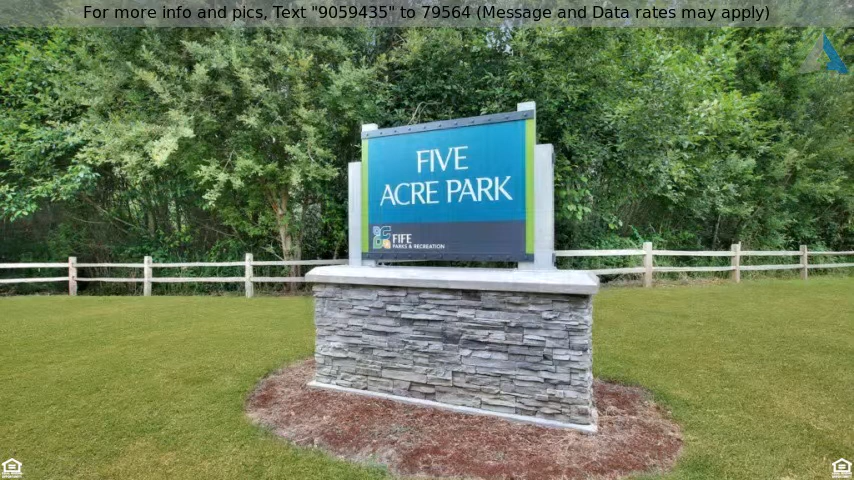 For more info and pics, Text "9059435" to 79564 (Message and Data rates may apply)
FIVE
ACRE PARK
FIFE
PARKS & RECREATION